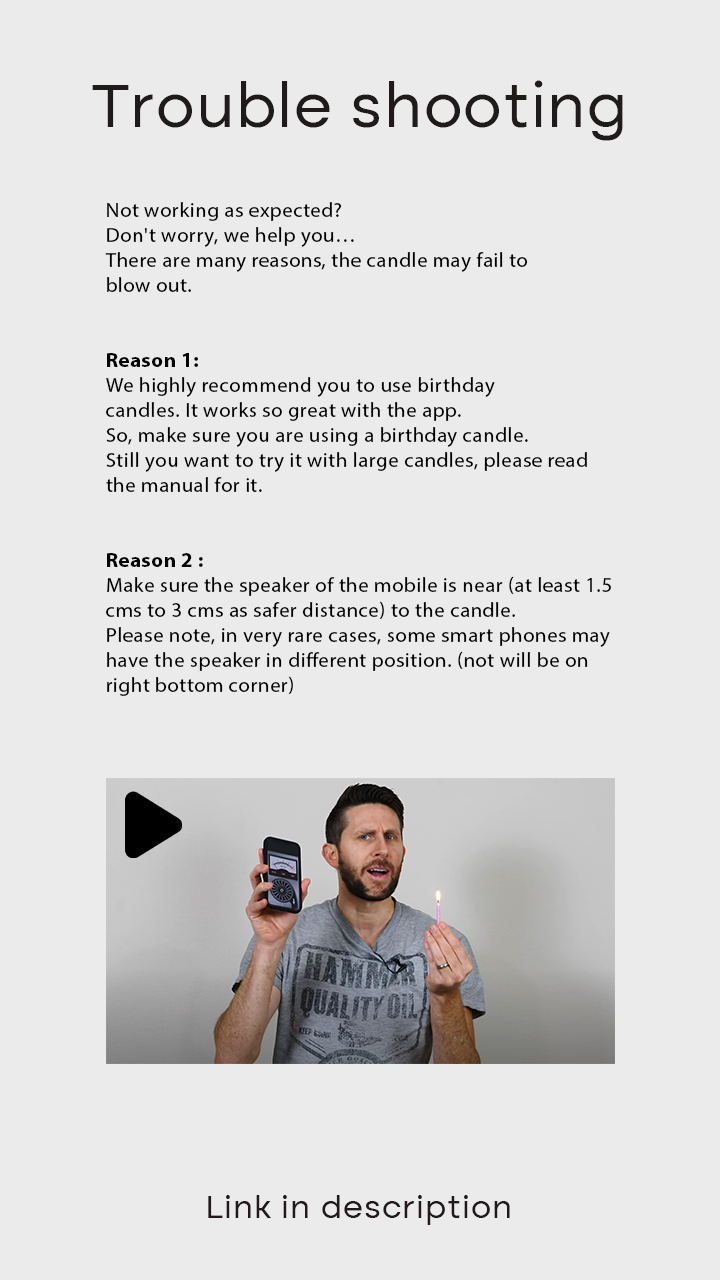 Trouble shooting
Not working as expected?
Don't worry, we help you…
There are many reasons, the candle may fail to
blow out.
Reason 1:
We highly recommend you to use birthday
candles. It works so great with the app.
So, make sure you are using a birthday candle.
Still you want to try it with large candles, please read
the manual for it.
Reason 2 :
Make sure the speaker of the mobile is near (at least 1.5
cms to 3 cms as safer distance) to the candle.
Please note, in very rare cases, some smart phones may
have the speaker in different position. (not will be on
right bottom corner)
HAMMER
QUALITY OIL
Link in description